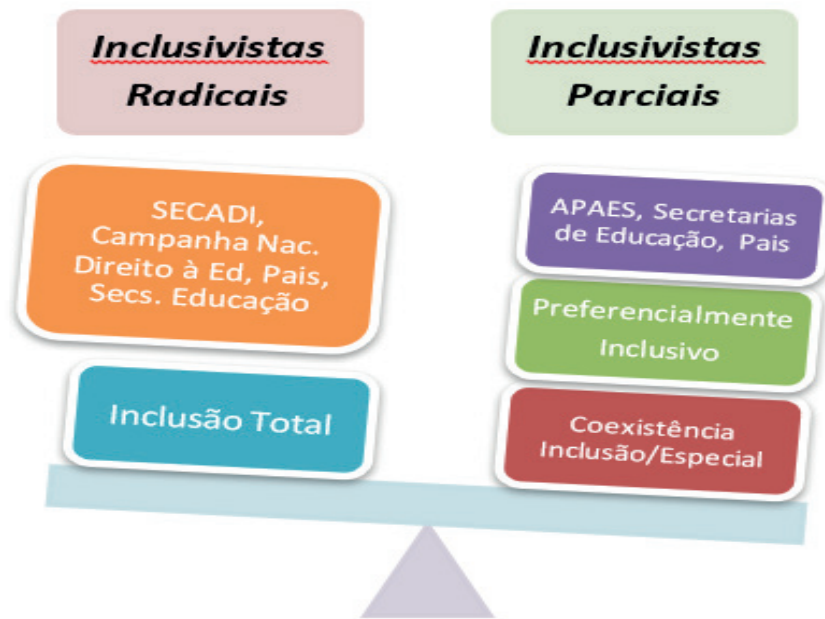 Inclusivistas
Radicais
SECADI,
Campanha Nac.
Direito à Ed, Pais,
Secs. Educação
Inclusão Total
Inclusivistas
Parciais
APAES, Secretarias
de Educação, Pais
Preferencialmente
Inclusivo
Coexistência
Inclusão/Especial